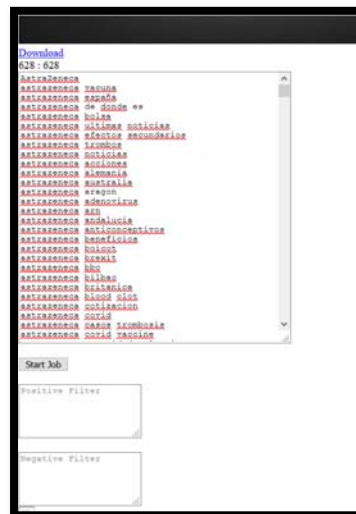 Download
628 : 628
AstraZeneca
astrazeneca vacuna
astrazeneca españa
astrazeneca de donde es
astrazeneca bolsa
astrazeneca ultimas noticias
astrazeneca efectos secundarios
astrazeneca trombos
astrazeneca noticias
astrazeneca acciones
astrazeneca alemania
astrazeneca australia
astrazeneca aragon
astrazeneca adenovirus
astrazeneca arn
astrazeneca andalucia
astrazeneca anticonceptivos
astrazeneca beneficios
astrazeneca boicot
astrazeneca brexit
astrazeneca bbc
astrazeneca bilbao
astrazeneca britanica
astrazeneca blood clot
astrazeneca cotizacion
astrazeneca covid
astrazeneca casos trombosis
astrazeneca covid vaccine
Start Job
Positive Filter
Negative Filter